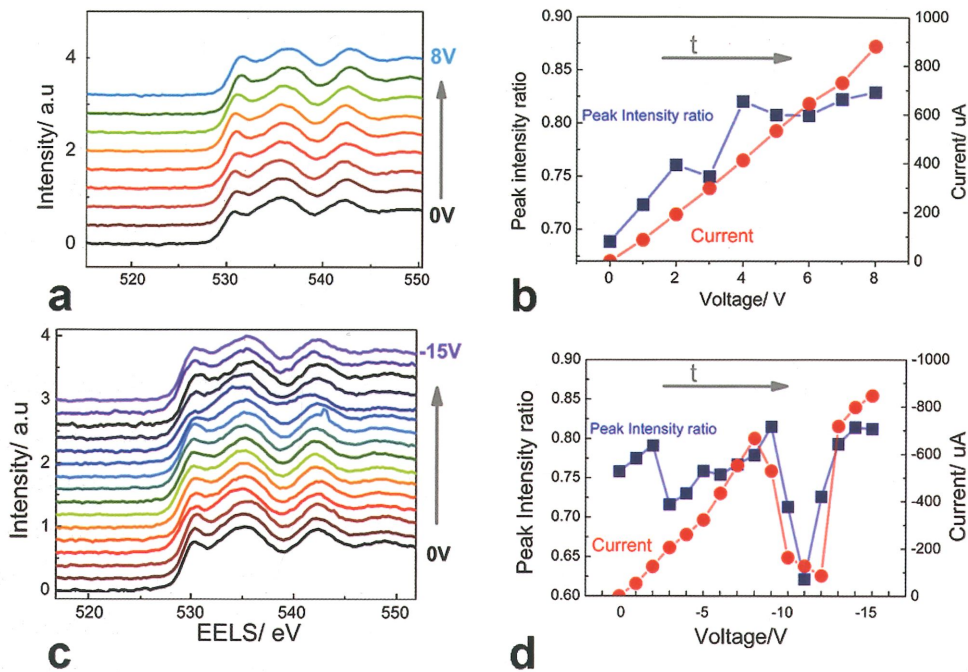 Intensity/ a.u
4
2
0
8V
0V
520
530
540
550
a
Peak intensity ratio
0.90
0.85
0.80
0.75
0.70
t
Peak Intensity ratio
Current
1000
800
600
400
200
0
Current/ uA
0
1
2
3
4
5
6
7
8
Voltage/ V
b
Intensity/ a.u
4
3
2
1
0
-15V
0V
520
530
540
550
EELS/ eV
c
Peak Intensity ratio
0.90
0.85
0.80
0.75
0.70
0.65
0.60
t
Peak Intensity ratio
Current
-1000
-800
-600
-400
-200
0
Current/ uA
0
-5
-10
-15
Voltage/V
d